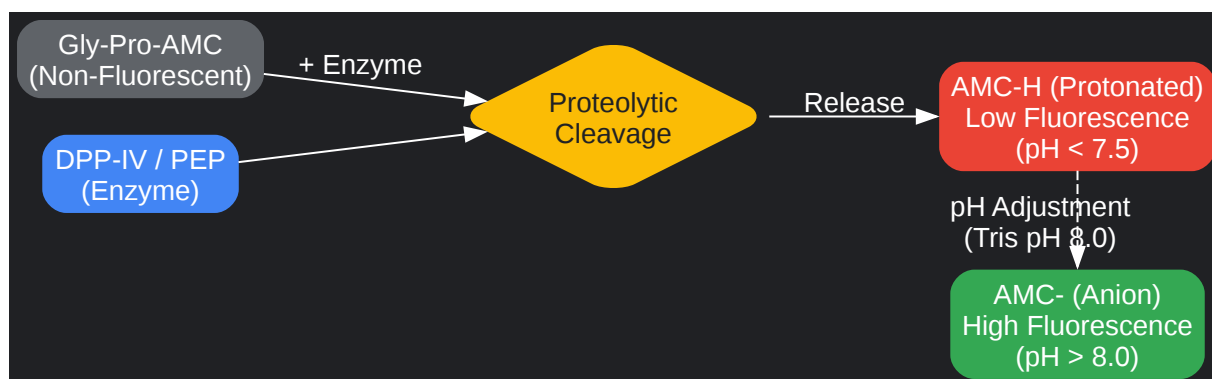 Gly-Pro-AMC
(Non-Fluorescent)
+ Enzyme
DPP-IV / PEP
(Enzyme)
Proteolytic
Cleavage
Release
AMC-H (Protonated)
Low Fluorescence
(pH < 7.5)
pH Adjustment
(Tris pH 8.0)
AMC- (Anion)
High Fluorescence
(pH > 8.0)